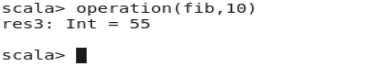 scala> operation(fib,10)
res3: Int = 55
scala>